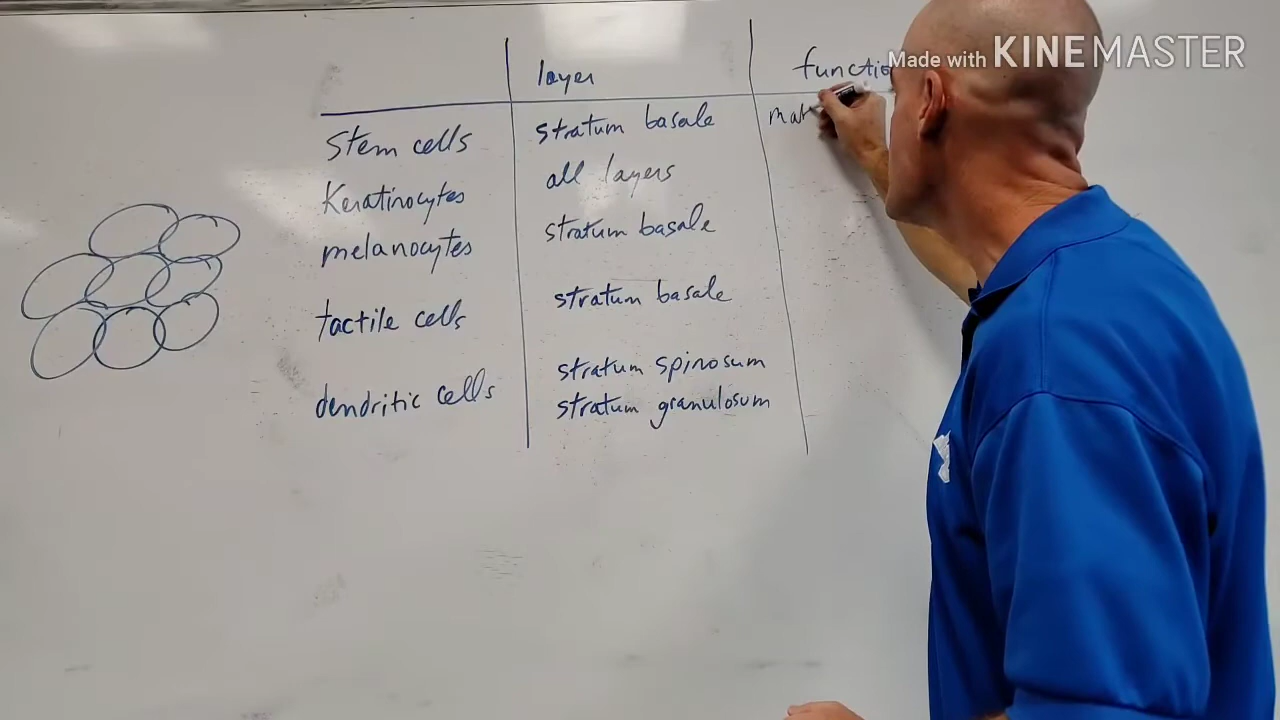 Made with KINEMASTER
layer
Stem cells stratum basale
Keratinocytes all layers
melanocytes stratum basale
tactile cells stratum basale
dendritic cells stratum spinosum
stratum granulosum